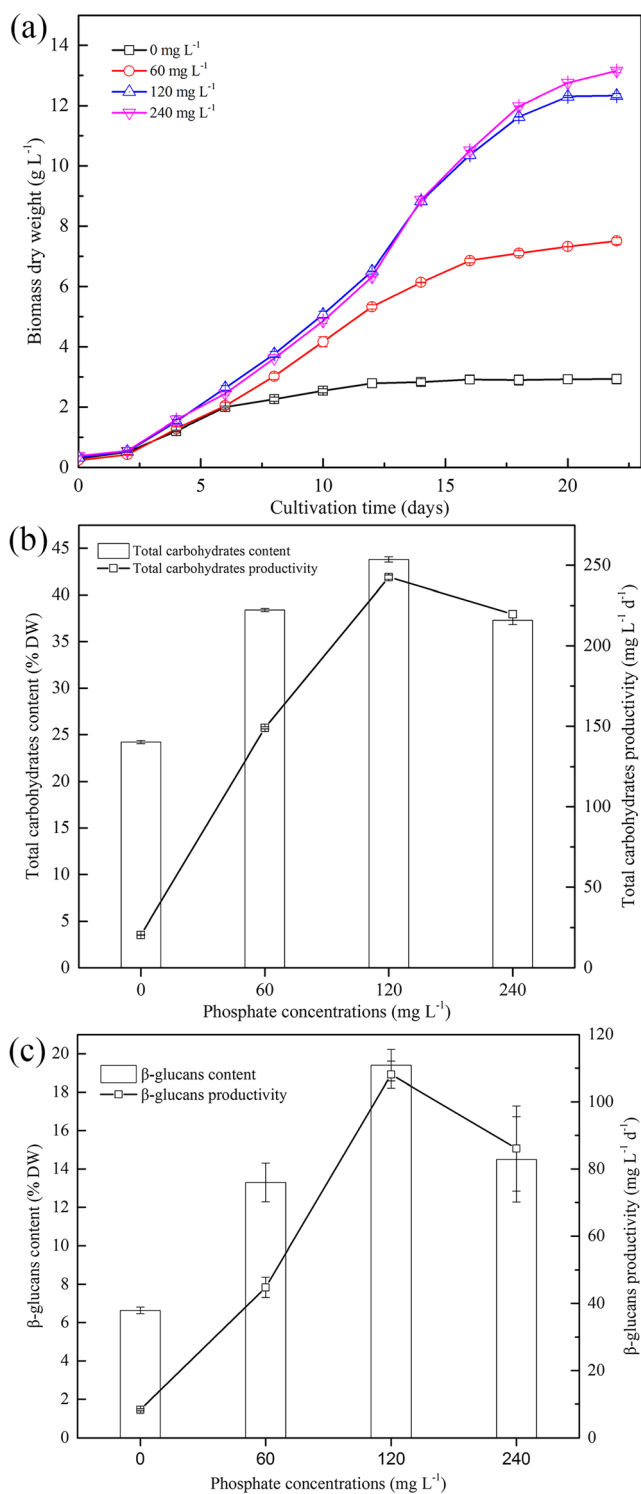 (a)
0 mg L⁻¹
60 mg L⁻¹
120 mg L⁻¹
240 mg L⁻¹
14
12
10
8
6
4
2
0
Biomass dry weight (g L⁻¹)
0 5 10 15 20
Cultivation time (days)
(b)
Total carbohydrates content
Total carbohydrates productivity
45
40
35
30
25
20
15
10
5
0
Total carbohydrates content (% DW)
250
200
150
100
50
0
Total carbohydrates productivity (mg L⁻¹ d⁻¹)
0 60 120 240
Phosphate concentrations (mg L⁻¹)
(c)
β-glucans content
β-glucans productivity
20
18
16
14
12
10
8
6
4
2
0
β-glucans content (% DW)
120
100
80
60
40
20
0
β-glucans productivity (mg L⁻¹ d⁻¹)
0 60 120 240
Phosphate concentrations (mg L⁻¹)